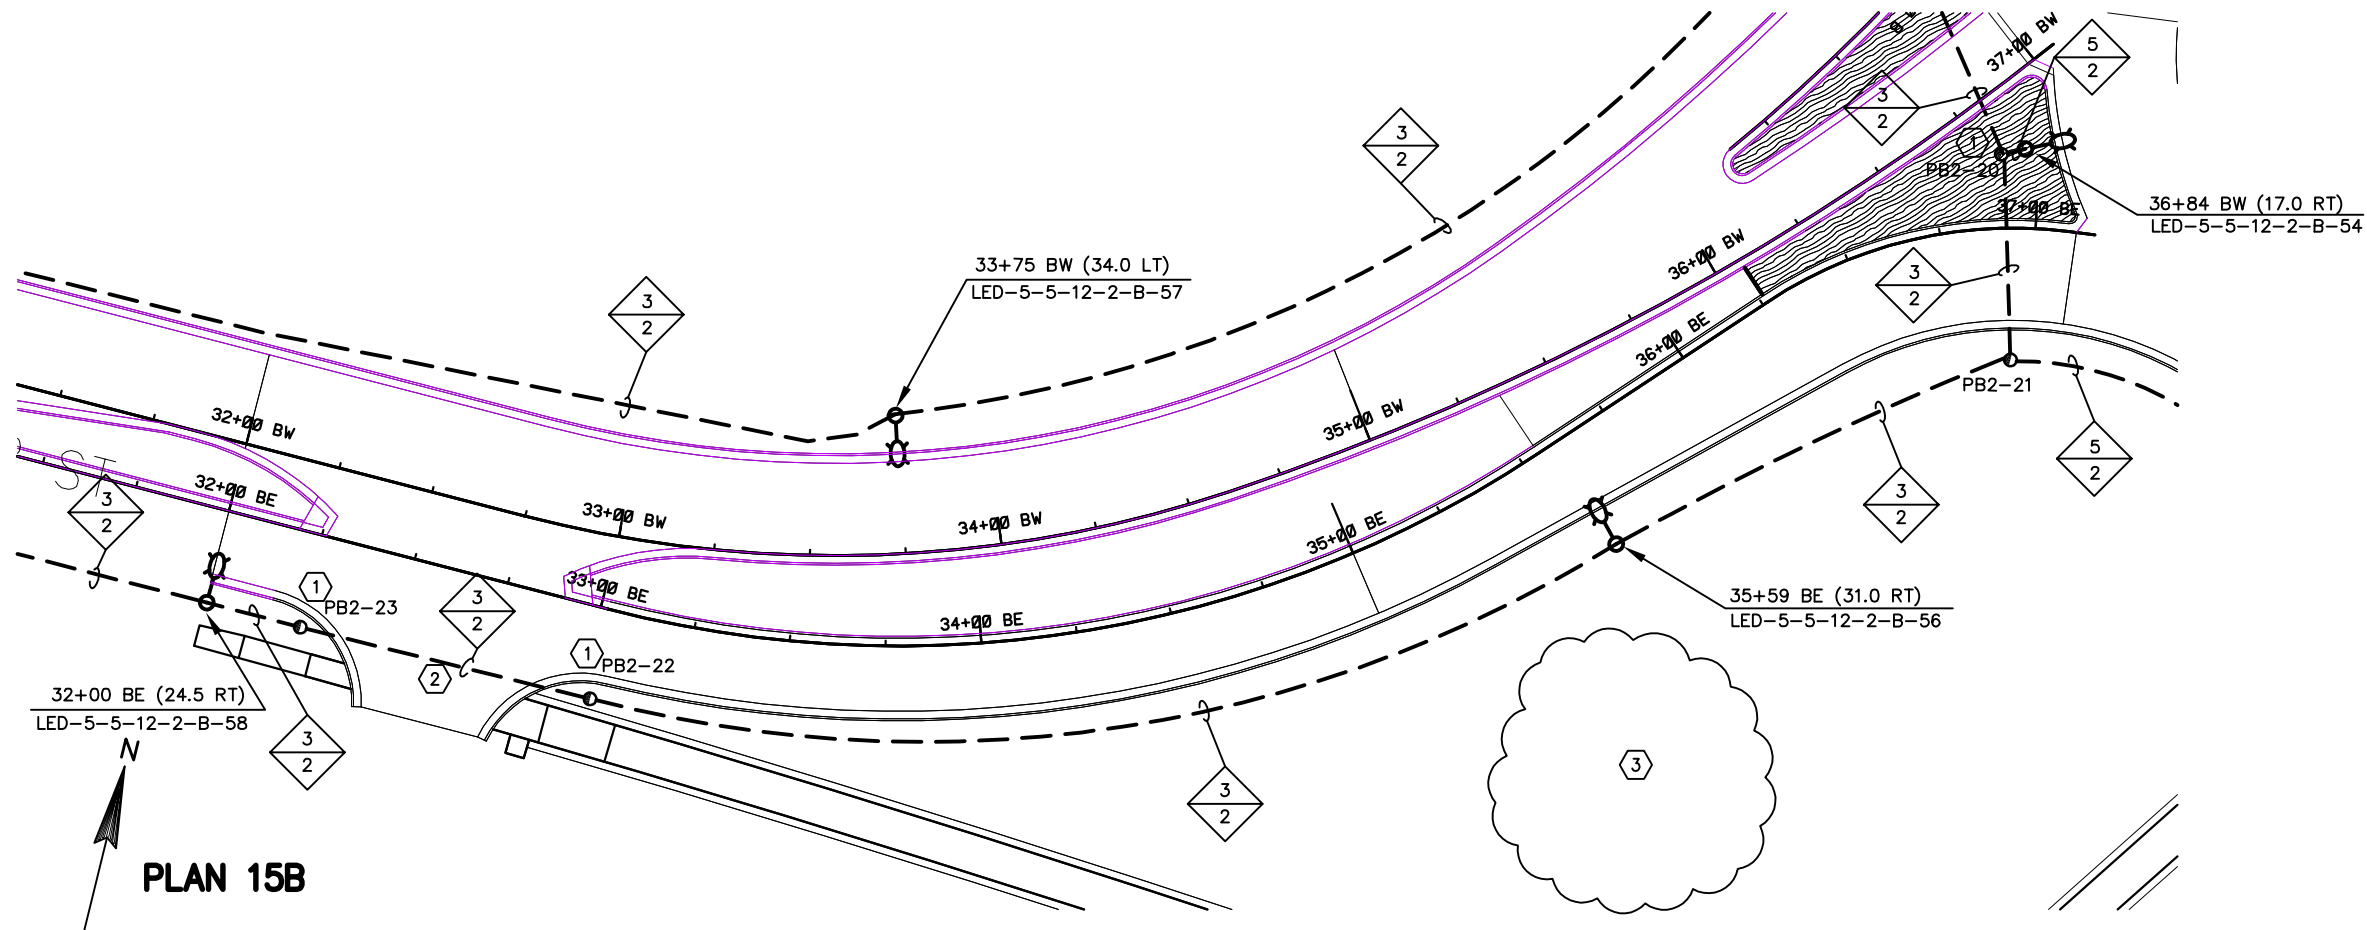 37+00 BW
5
2
3
2
3
2
1
PB2-20
37+00 BE
36+84 BW (17.0 RT)
LED-5-5-12-2-B-54
36+00 BW
33+75 BW (34.0 LT)
LED-5-5-12-2-B-57
3
2
3
2
36+00 BE
PB2-21
32+00 BW
35+00 BW
5
2
ST
32+00 BE
3
2
33+00 BW
34+00 BW
35+00 BE
3
2
33+00 BE
1
PB2-23
3
2
34+00 BE
35+59 BE (31.0 RT)
LED-5-5-12-2-B-56
1
PB2-22
2
32+00 BE (24.5 RT)
LED-5-5-12-2-B-58
3
2
N
3
2
3
PLAN 15B